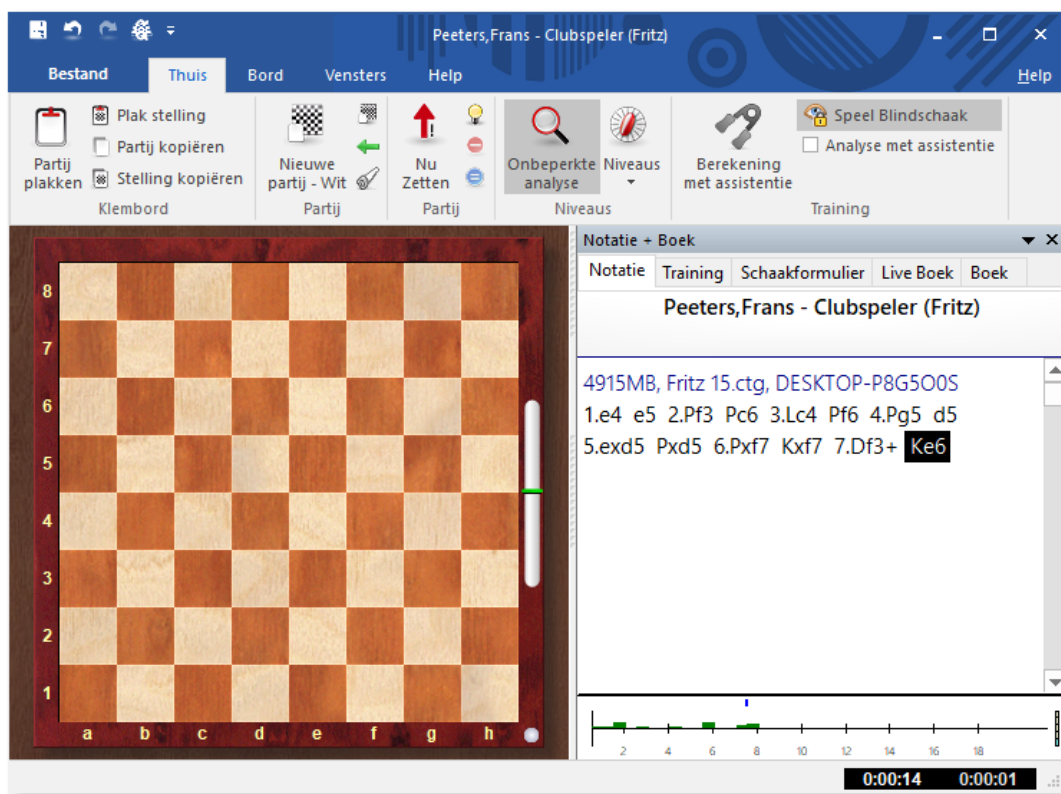 Peeters,Frans - Clubspeler (Fritz)
Bestand Thuis Bord Vensters Help Help
Partij plakken
Plak stelling
Partij kopiëren
Stelling kopiëren
Klembord
Nieuwe partij - Wit
Partij
Nu Zetten
Partij
Onbeperkte analyse
Niveaus
Niveaus
Berekening met assistentie
Speel Blindschaak
Analyse met assistentie
Training
8
7
6
5
4
3
2
1
a b c d e f g h
Notatie + Boek
Notatie Training Schaakformulier Live Boek Boek
Peeters,Frans - Clubspeler (Fritz)
4915MB, Fritz 15.ctg, DESKTOP-P8G5O0S
1.e4 e5 2.Pf3 Pc6 3.Lc4 Pf6 4.Pg5 d5
5.exd5 Pxd5 6.Pxf7 Kxf7 7.Df3+ Ke6
2 4 6 8 10 12 14 16 18
0:00:14 0:00:01